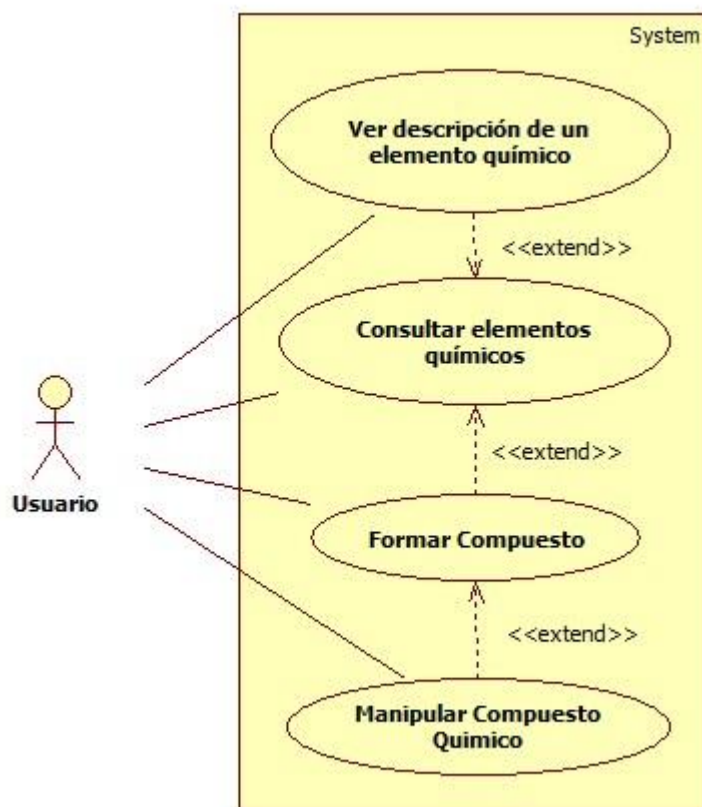 System
Ver descripción de un
elemento químico
<<extend>>
Consultar elementos
químicos
<<extend>>
Usuario
Formar Compuesto
<<extend>>
Manipular Compuesto
Quimico